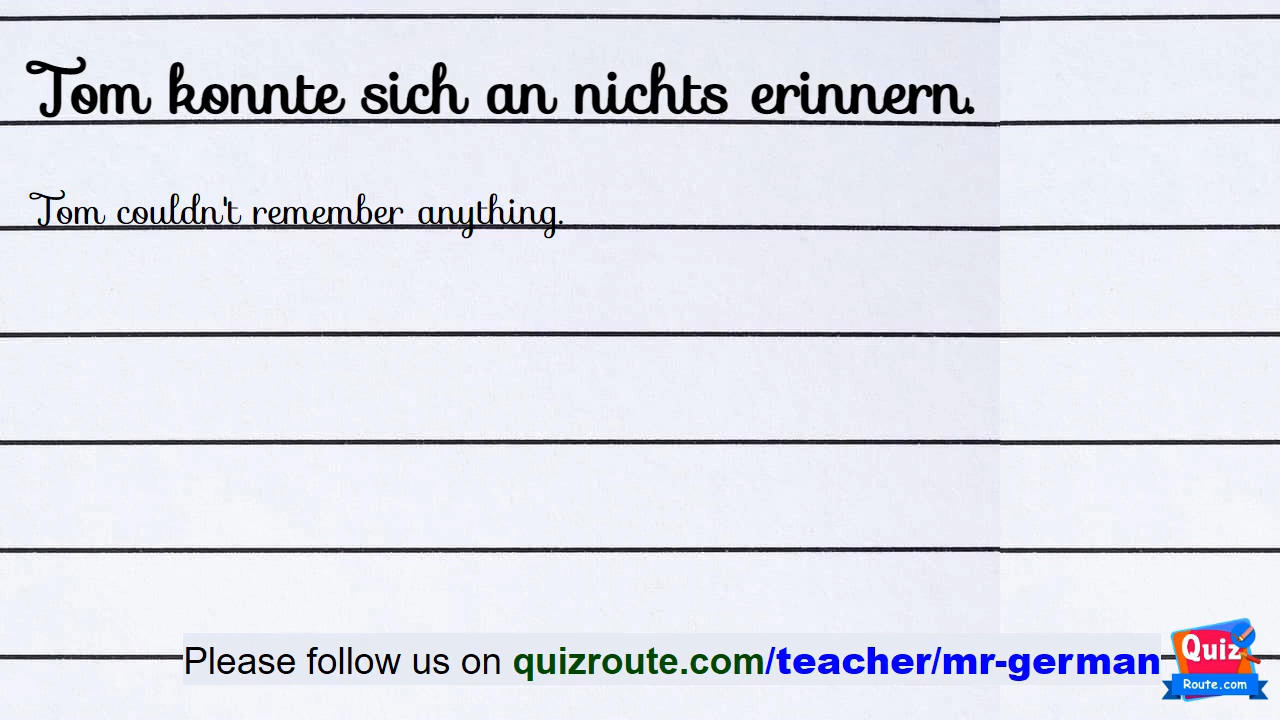 Tom konnte sich an nichts erinnern.
Tom couldn't remember anything.
Please follow us on quizroute.com/teacher/mr-german
Quiz
Route.com